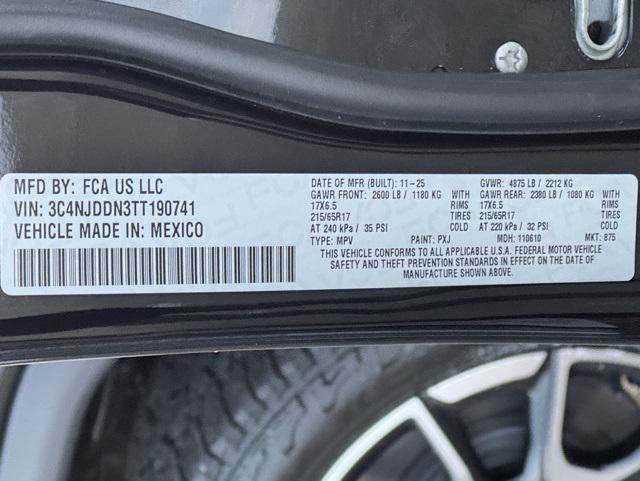 MFD BY: FCA US LLC
VIN: 3C4NJDDN3TT190741
VEHICLE MADE IN: MEXICO
DATE OF MFR (BUILT): 11-25 GVWR: 4875 LB / 2212 KG
GAWR FRONT: 2600 LB / 1180 KG WITH GAWR REAR: 2380 LB / 1080 KG WITH
17X6.5 RIMS 17X6.5 RIMS
215/65R17 TIRES 215/65R17 TIRES
AT 240 kPa / 35 PSI COLD AT 220 kPa / 32 PSI COLD
TYPE: MPV PAINT: PXJ MDH: 110610 MKT: 875
THIS VEHICLE CONFORMS TO ALL APPLICABLE U.S.A. FEDERAL MOTOR VEHICLE
SAFETY AND THEFT PREVENTION STANDARDS IN EFFECT ON THE DATE OF
MANUFACTURE SHOWN ABOVE.